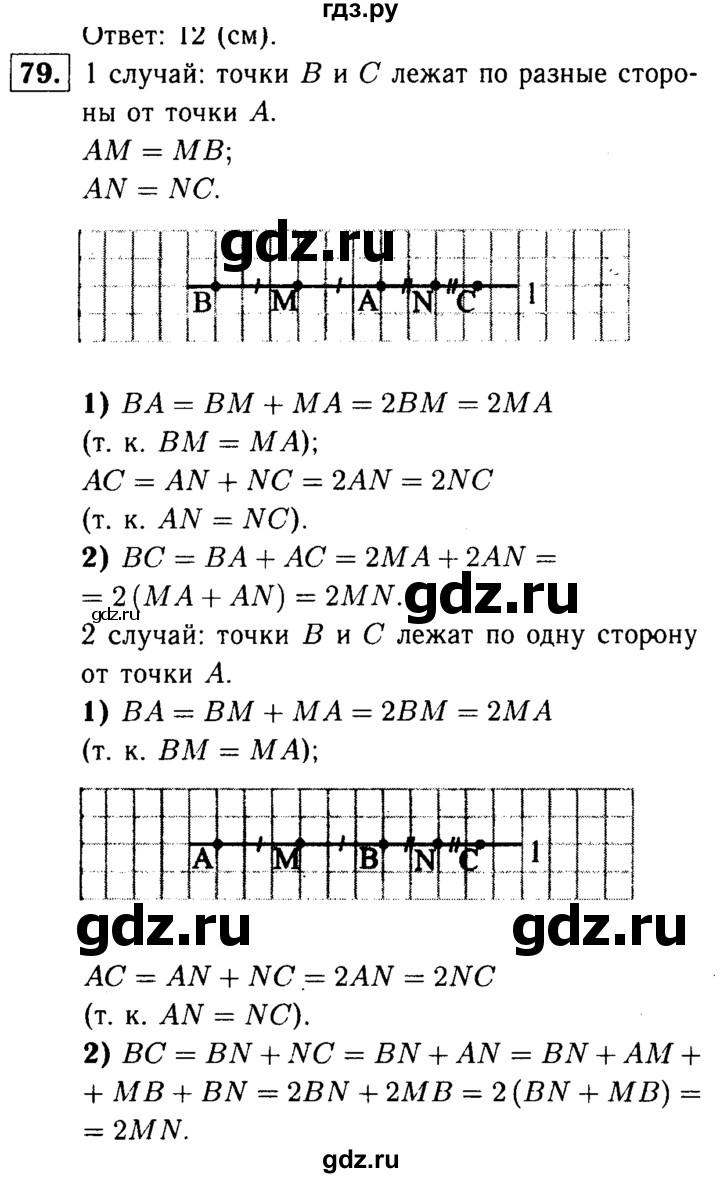 гдз.ру
Ответ: 12 (см).
79. 1 случай: точки B и C лежат по разные сторо-
ны от точки A.
AM = MB;
AN = NC.
gdz.ru
B M A N C l
1) BA = BM + MA = 2BM = 2MA
(т. к. BM = MA);
AC = AN + NC = 2AN = 2NC
(т. к. AN = NC).
2) BC = BA + AC = 2MA + 2AN =
= 2(MA + AN) = 2MN.
gdz.ru
gdz.ru
2 случай: точки B и C лежат по одну сторону
от точки A.
1) BA = BM + MA = 2BM = 2MA
(т. к. BM = MA);
A M B N C l
gdz.ru
gdz.ru
AC = AN + NC = 2AN = 2NC
(т. к. AN = NC).
2) BC = BN + NC = BN + AN = BN + AM +
+ MB + BN = 2BN + 2MB = 2(BN + MB) =
= 2MN.
gdz.ru